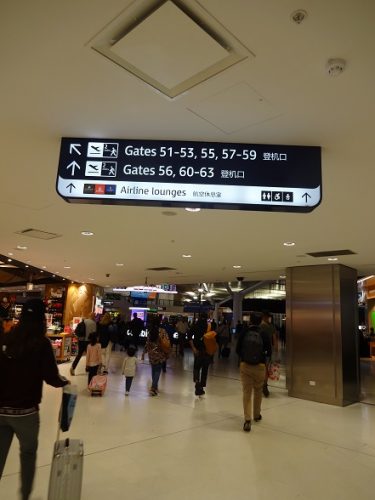 Gates 51-53, 55, 57-59 登机口
Gates 56, 60-63 登机口
Airline lounges 航空休息室